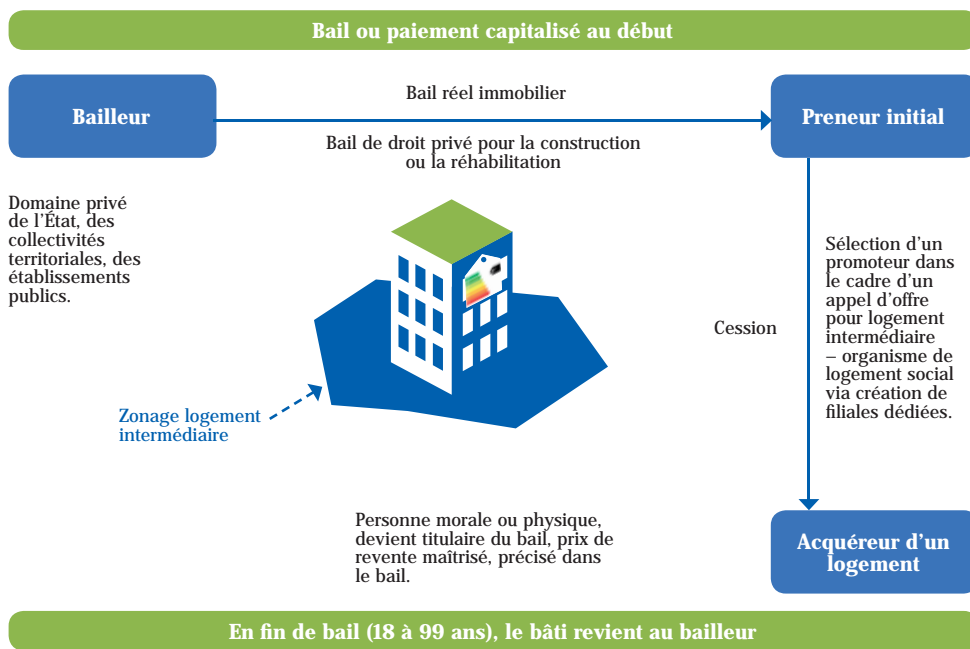 Bail ou paiement capitalisé au début
Bailleur
Bail réel immobilier
Bail de droit privé pour la construction
ou la réhabilitation
Preneur initial
Domaine privé
de l’État, des
collectivités
territoriales, des
établissements
publics.
Sélection d’un
promoteur dans
le cadre d’un
appel d’offre
pour logement
intermédiaire
– organisme de
logement social
via création de
filiales dédiées.
Cession
Zonage logement
intermédiaire
Personne morale ou physique,
devient titulaire du bail, prix de
revente maîtrisé, précisé dans
le bail.
Acquéreur d’un
logement
En fin de bail (18 à 99 ans), le bâti revient au bailleur